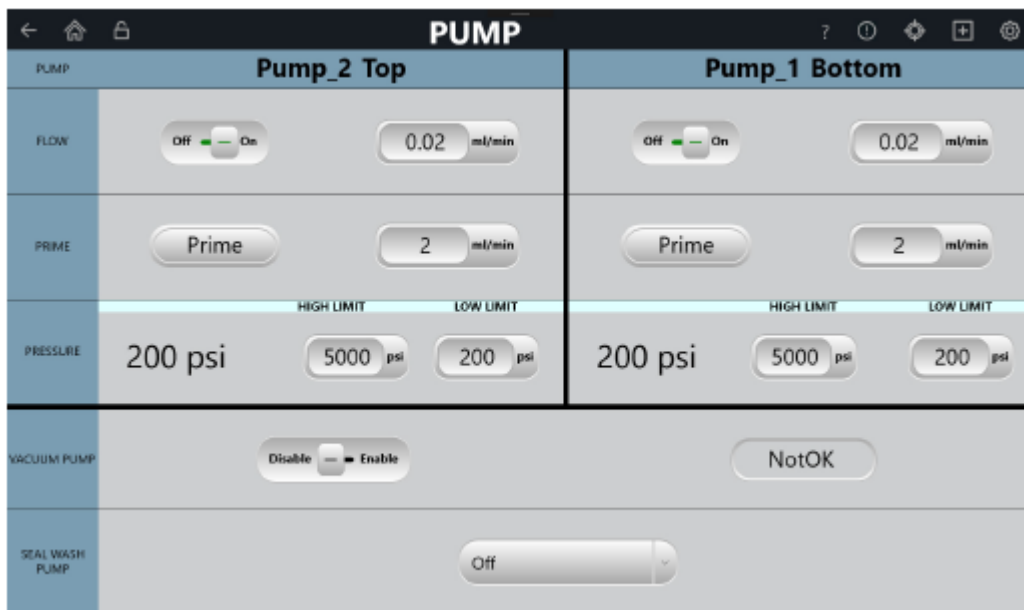 PUMP
?
PUMP Pump_2 Top Pump_1 Bottom
FLOW Off On 0.02 ml/min Off On 0.02 ml/min
PRIME Prime 2 ml/min Prime 2 ml/min
HIGH LIMIT LOW LIMIT HIGH LIMIT LOW LIMIT
PRESSURE 200 psi 5000 psi 200 psi 200 psi 5000 psi 200 psi
VACUUM PUMP Disable Enable NotOK
SEAL WASH
PUMP
Off